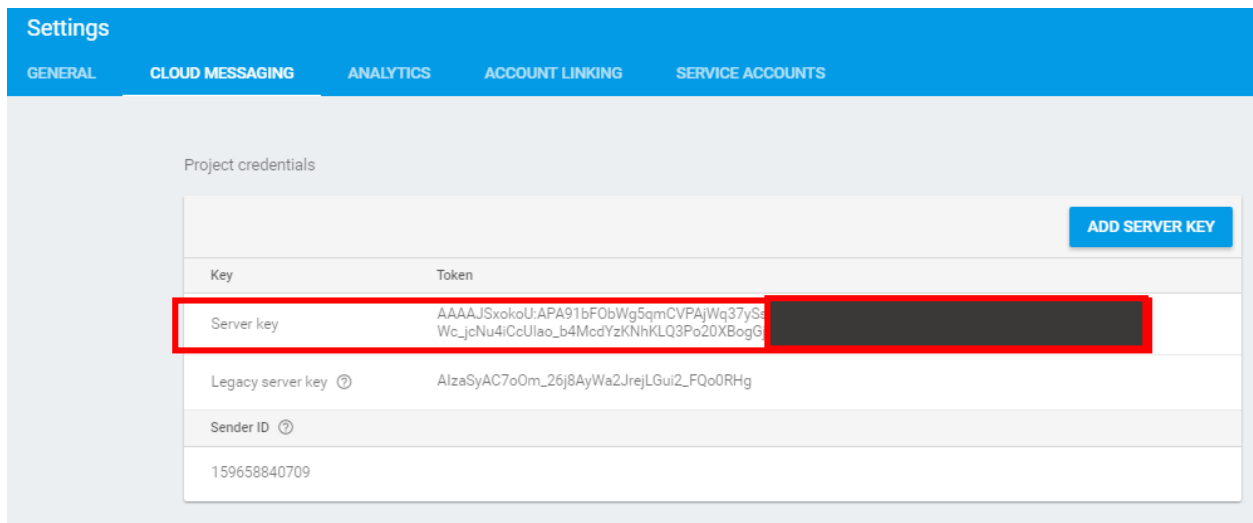 Settings
GENERAL CLOUD MESSAGING ANALYTICS ACCOUNT LINKING SERVICE ACCOUNTS
Project credentials
ADD SERVER KEY
Key Token
Server key AAAAJSxokoU:APA91bFObWg5qmCVPAjWq37ySs
Wc_jcNu4iCcUlao_b4McdYzKNhKLQ3Po20XBogGj
Legacy server key AIzaSyAC7oOm_26j8AyWa2JrejLGui2_FQo0RHg
Sender ID
159658840709